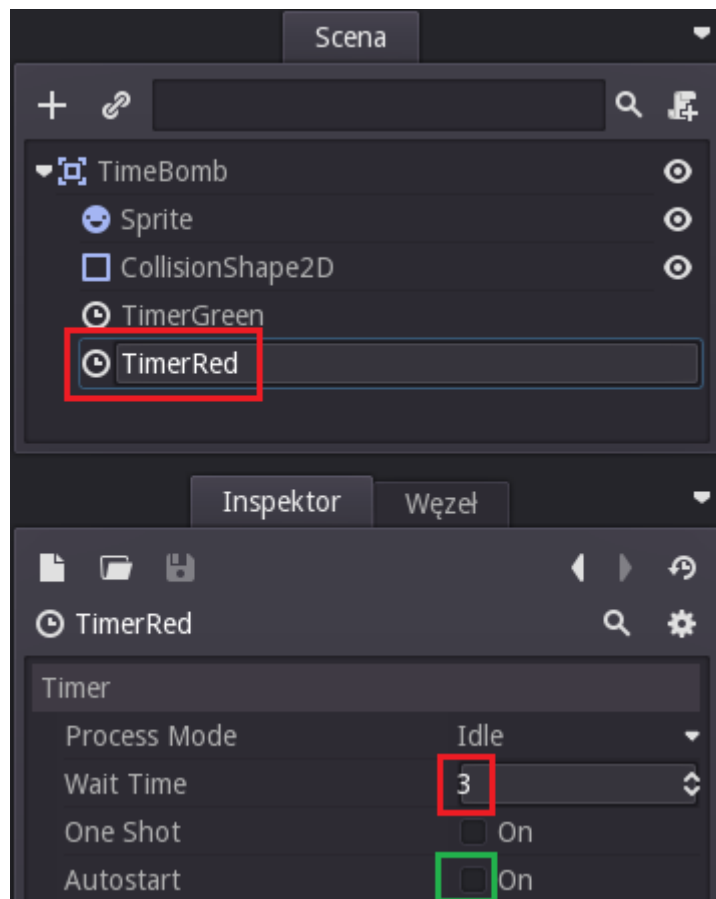 Scena
TimeBomb
Sprite
CollisionShape2D
TimerGreen
TimerRed
Inspektor Węzeł
TimerRed
Timer
Process Mode Idle
Wait Time 3
One Shot On
Autostart On